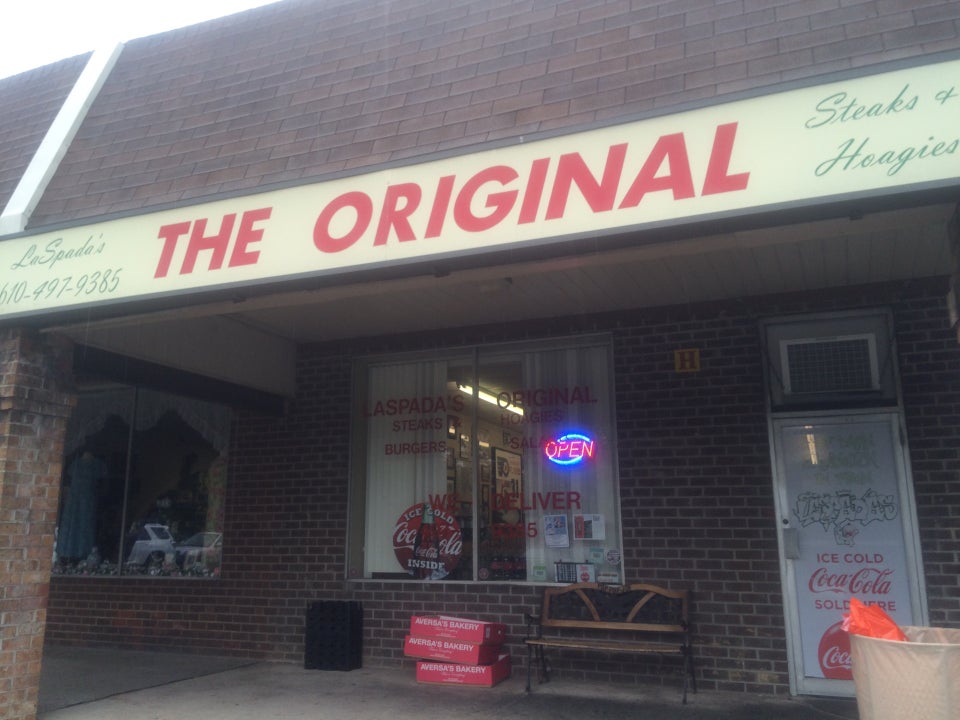 LaSpada's
610-497-9385
THE ORIGINAL
Steaks +
Hoagies
H
LASPADA'S ORIGINAL
STEAKS & HOAGIES
BURGERS
OPEN
WE DELIVER
ICE COLD
Coca-Cola
INSIDE
LASPADAS
ICE COLD
Coca-Cola
SOLD HERE
AVERSA'S BAKERY
AVERSA'S BAKERY
AVERSA'S BAKERY